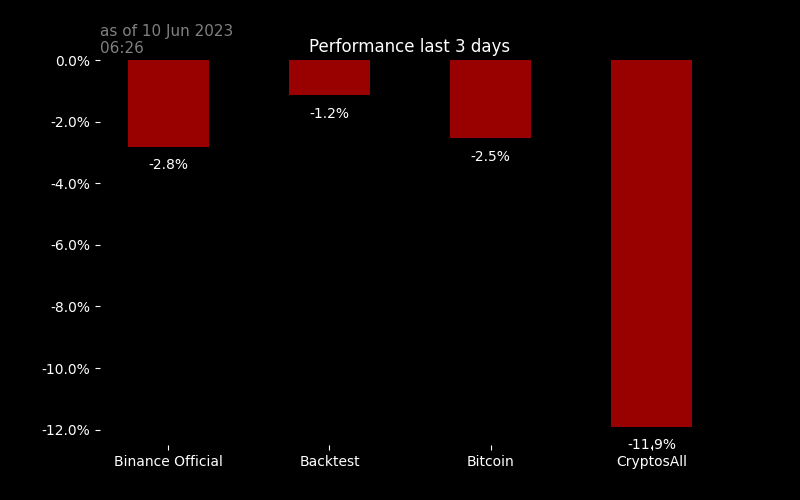 as of 10 Jun 2023
06:26
Performance last 3 days
0.0%
-2.0%
-4.0%
-6.0%
-8.0%
-10.0%
-12.0%
-2.8%
-1.2%
-2.5%
-11.9%
Binance Official
Backtest
Bitcoin
CryptosAll